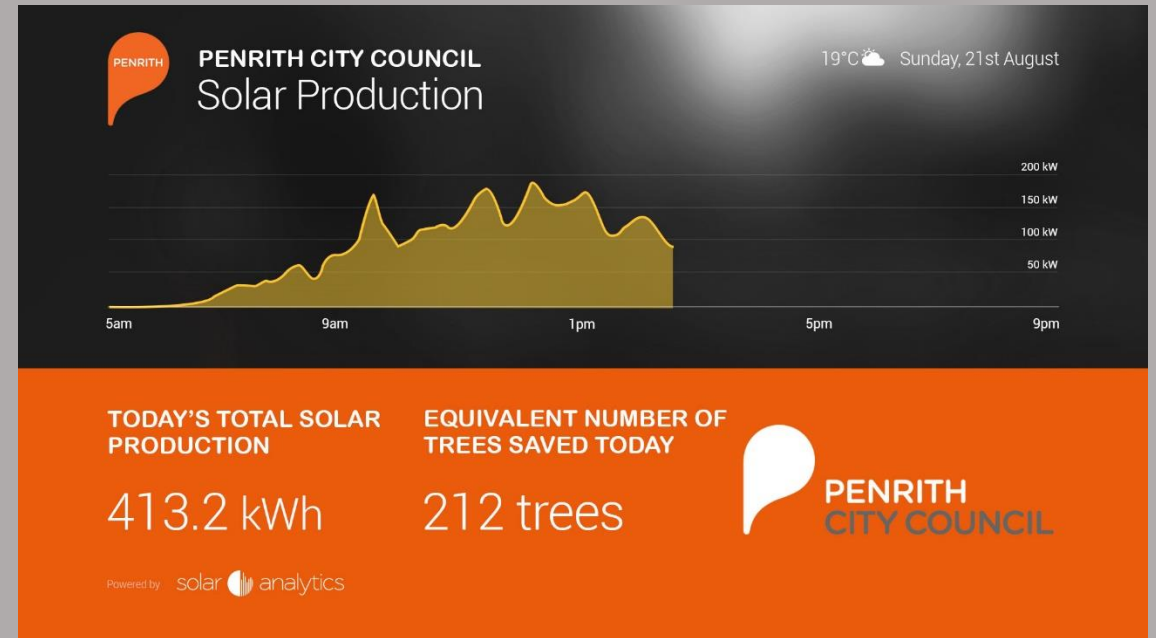 PENRITH
PENRITH CITY COUNCIL
Solar Production
19°C Sunday, 21st August
200 kW
150 kW
100 kW
50 kW
5am 9am 1pm 5pm 9pm
TODAY'S TOTAL SOLAR
PRODUCTION
413.2 kWh
EQUIVALENT NUMBER OF
TREES SAVED TODAY
212 trees
PENRITH
CITY COUNCIL
Powered by solar analytics